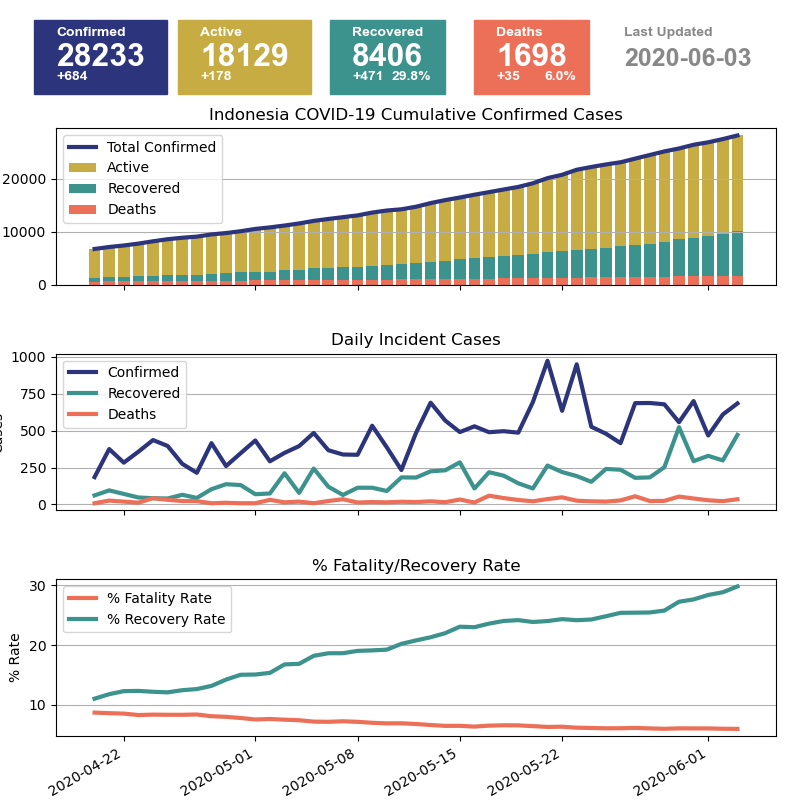 Confirmed
28233
+684
Active
18129
+178
Recovered
8406
+471 29.8%
Deaths
1698
+35 6.0%
Last Updated
2020-06-03
Indonesia COVID-19 Cumulative Confirmed Cases
Total Confirmed
Active
Recovered
Deaths
20000
10000
0
Daily Incident Cases
Confirmed
Recovered
Deaths
1000
750
500
250
0
% Fatality/Recovery Rate
% Fatality Rate
% Recovery Rate
30
20
10
% Rate
2020-04-22
2020-05-01
2020-05-08
2020-05-15
2020-05-22
2020-06-01